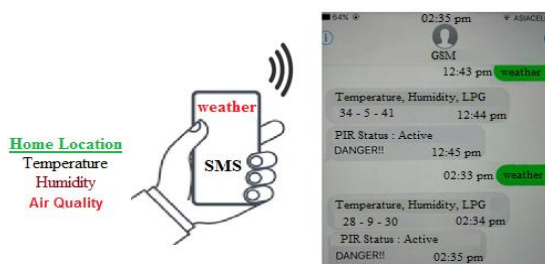 weather
SMS
Home Location
Temperature
Humidity
Air Quality
64%
02:35 pm
ASIACELL
GSM
12:43 pm weather
Temperature, Humidity, LPG
34 - 5 - 41 12:44 pm
PIR Status : Active
DANGER!! 12:45 pm
02:33 pm weather
Temperature, Humidity, LPG
28 - 9 - 30 02:34 pm
PIR Status : Active
DANGER!! 02:35 pm